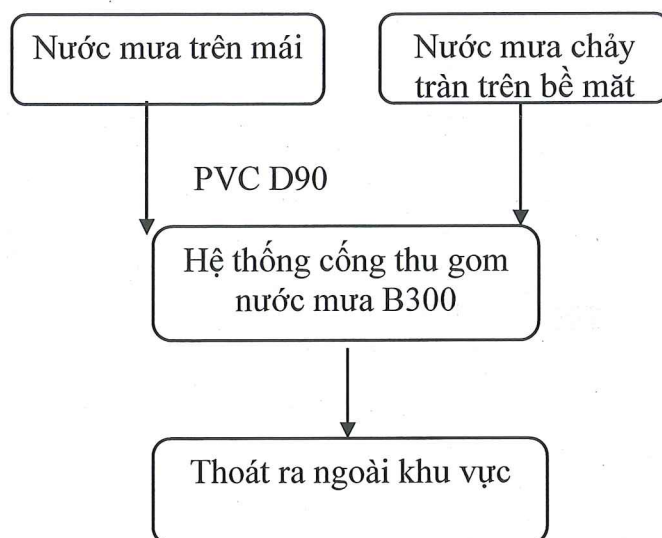 Nước mưa trên mái
Nước mưa chảy
tràn trên bề măt
PVC D90
Hệ thống cống thu gom
nước mưa B300
Thoát ra ngoài khu vực